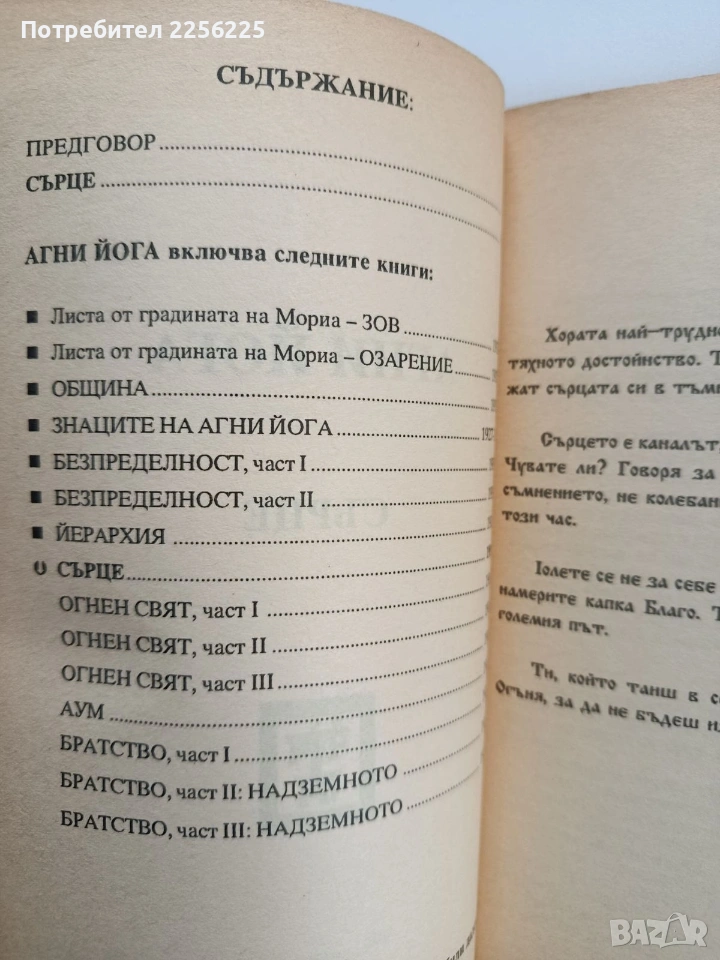 Потребител 2256225
СЪДЪРЖАНИЕ:
ПРЕДГОВОР
СЪРЦЕ
АГНИ ЙОГА включва следните книги:
Листа от градината на Мориа – ЗОВ
Листа от градината на Мориа – ОЗАРЕНИЕ
ОБЩИНА
ЗНАЦИТЕ НА АГНИ ЙОГА 1927
БЕЗПРЕДЕЛНОСТ, част I
БЕЗПРЕДЕЛНОСТ, част II
ЙЕРАРХИЯ
СЪРЦЕ
ОГНЕН СВЯТ, част I
ОГНЕН СВЯТ, част II
ОГНЕН СВЯТ, част III
АУМ
БРАТСТВО, част I
БРАТСТВО, част II: НАДЗЕМНОТО
БРАТСТВО, част III: НАДЗЕМНОТО
Хората най-трудно
тяхното достойнство. Т
жат сърцата си в тъм
Сърцето е каналът,
Чувате ли? Говоря за
съмнението, не колебан
този час.
Молете се не за себе
намерите капка Благо. Т
големия път.
Ти, който таиш в с
Огъня, за да не бъдеш
BAZAR
bg